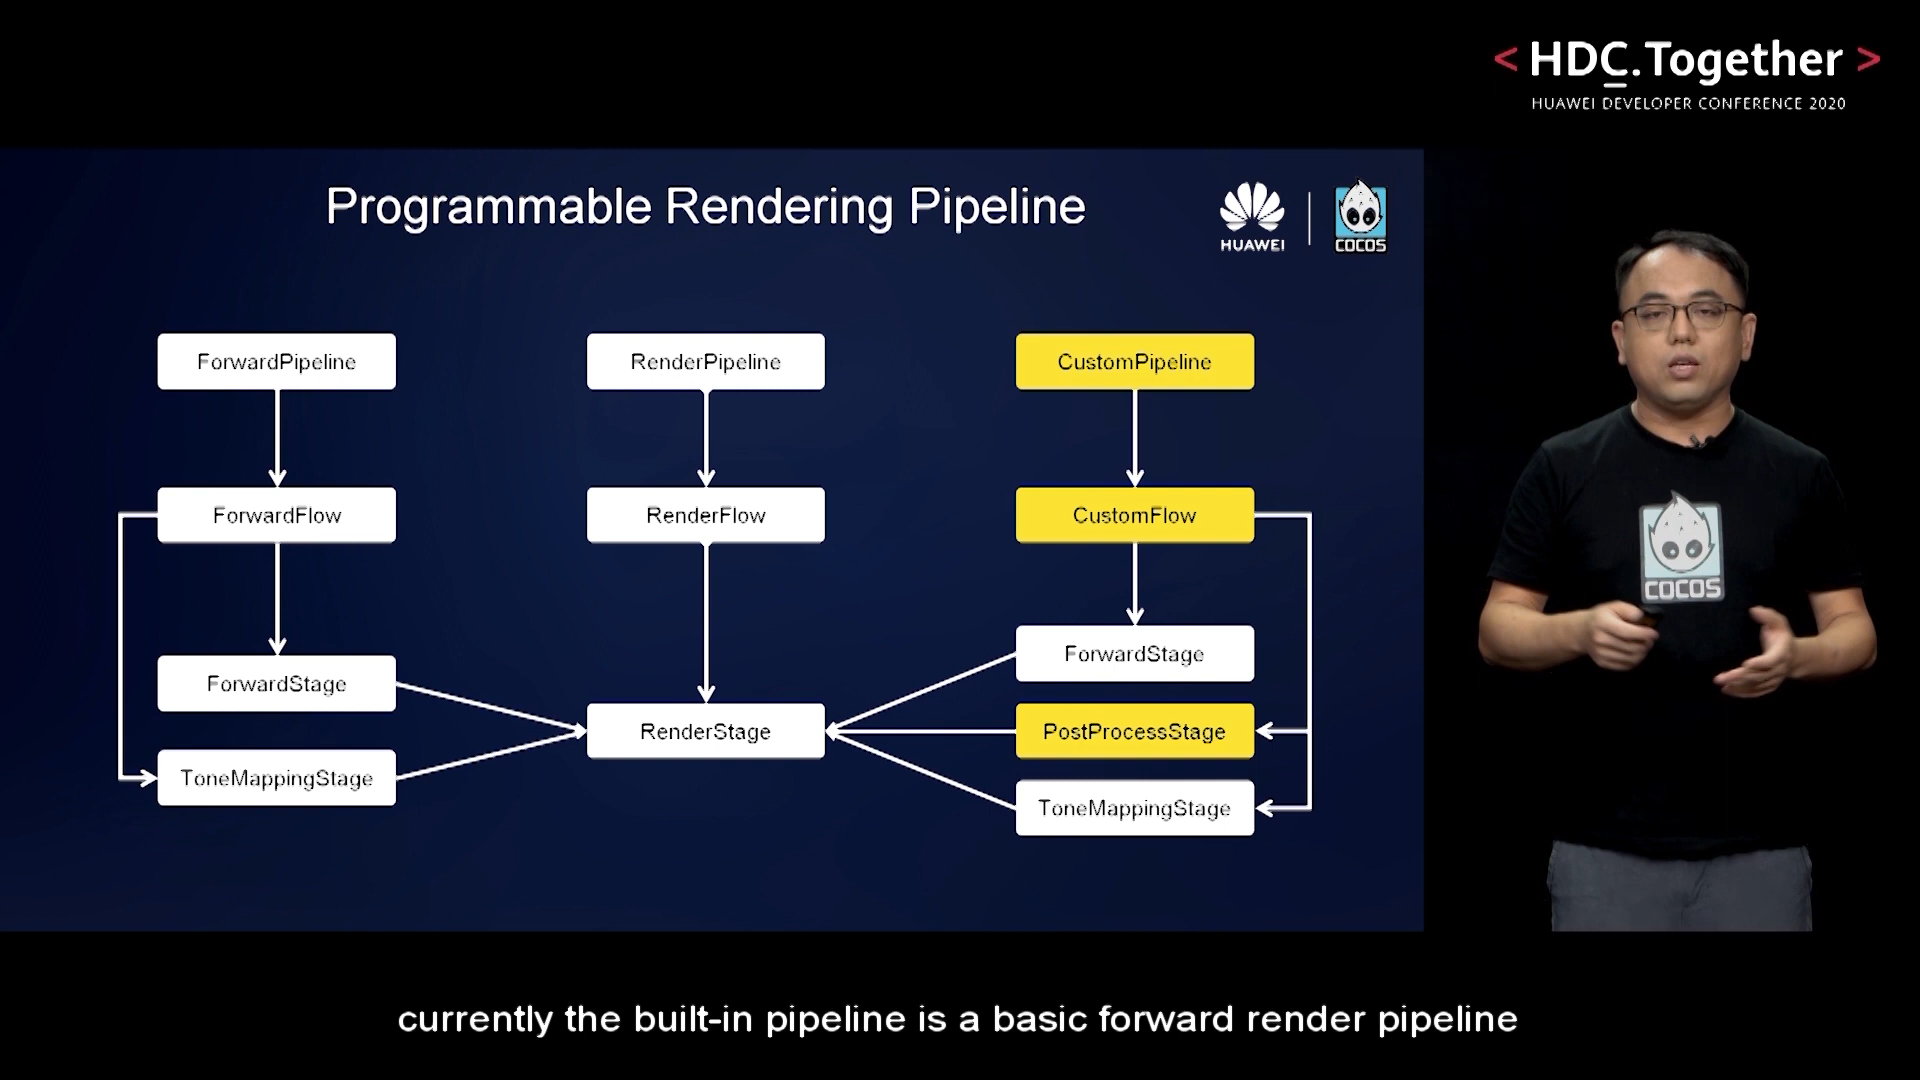 < HDC.Together >
HUAWEI DEVELOPER CONFERENCE 2020
Programmable Rendering Pipeline
HUAWEI
COCOS
ForwardPipeline
RenderPipeline
CustomPipeline
ForwardFlow
RenderFlow
CustomFlow
ForwardStage
ForwardStage
RenderStage
PostProcessStage
ToneMappingStage
ToneMappingStage
COCOS
currently the built-in pipeline is a basic forward render pipeline